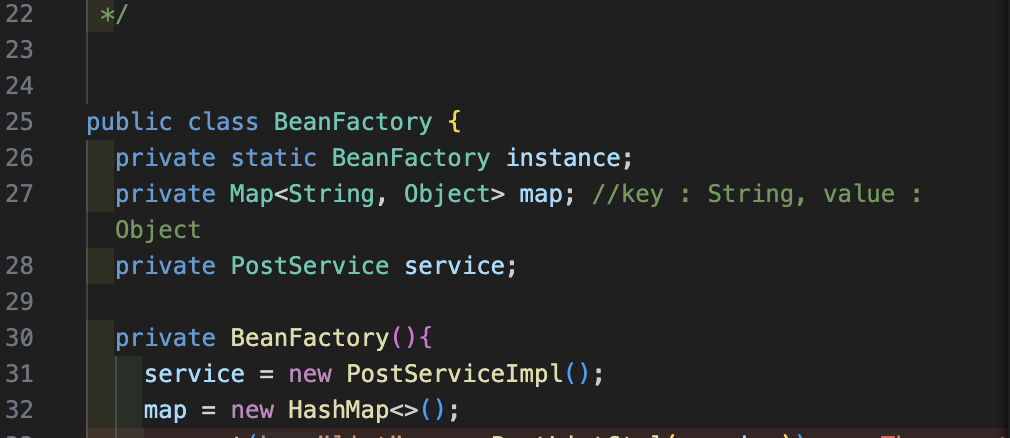 22 */
23
24
25 public class BeanFactory {
26 private static BeanFactory instance;
27 private Map<String, Object> map; //key : String, value :
Object
28 private PostService service;
29
30 private BeanFactory(){
31 service = new PostServiceImpl();
32 map = new HashMap<>();